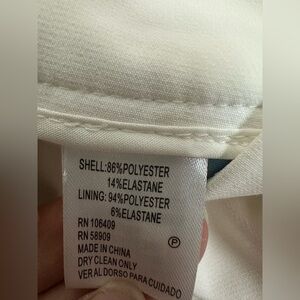 SHELL:86%POLYESTER
14%ELASTANE
LINING: 94%POLYESTER
6%ELASTANE
RN 106409
RN 58909
MADE IN CHINA
DRY CLEAN ONLY
VER AL DORSO PARA CUIDADO
P